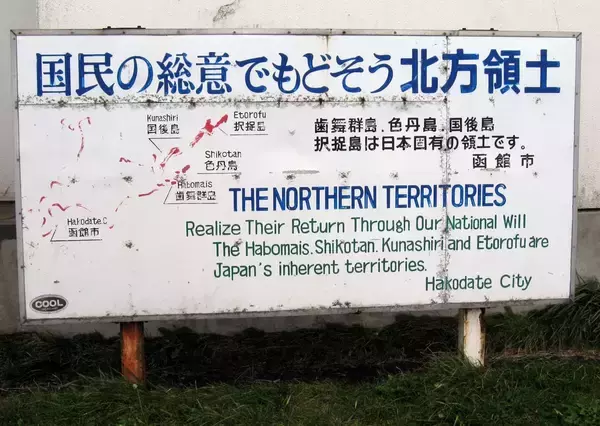 国民の総意でもどそう北方領土
Kunashiri
国後島
Etorofu
択捉島
Shikotan
色丹島
Habomais
歯舞群島
Hakodate C
函館市
歯舞群島.色丹島.国後島
択捉島は日本固有の領土です。
函館市
THE NORTHERN TERRITORIES
Realize Their Return Through Our National Will
The Habomais.Shikotan.Kunashiri and Etorofu are
Japan's inherent territories.
Hakodate City
COOL